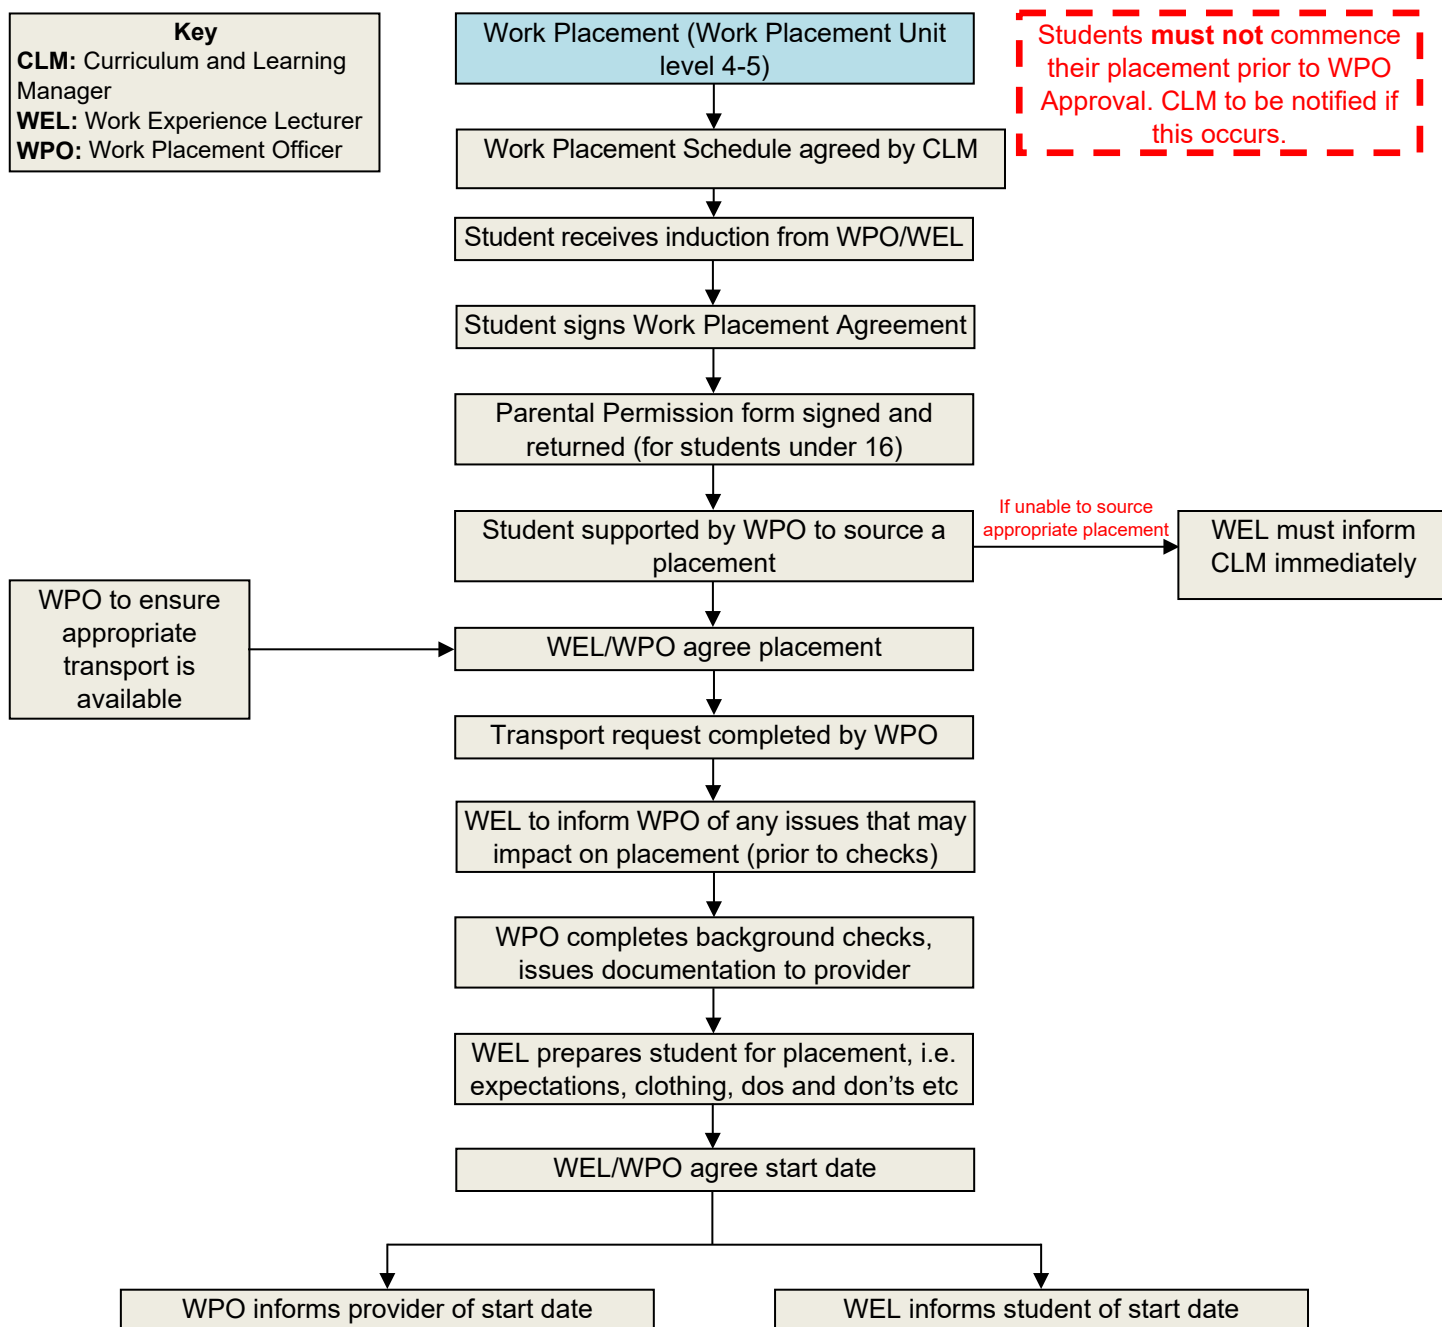 Key
CLM: Curriculum and Learning
Manager
WEL: Work Experience Lecturer
WPO: Work Placement Officer
Work Placement (Work Placement Unit
level 4-5)
Students must not commence
their placement prior to WPO
Approval. CLM to be notified if
this occurs.
Work Placement Schedule agreed by CLM
Student receives induction from WPO/WEL
Student signs Work Placement Agreement
Parental Permission form signed and
returned (for students under 16)
Student supported by WPO to source a
placement
If unable to source
appropriate placement
WEL must inform
CLM immediately
WPO to ensure
appropriate
transport is
available
WEL/WPO agree placement
Transport request completed by WPO
WEL to inform WPO of any issues that may
impact on placement (prior to checks)
WPO completes background checks,
issues documentation to provider
WEL prepares student for placement, i.e.
expectations, clothing, dos and don’ts etc
WEL/WPO agree start date
WPO informs provider of start date
WEL informs student of start date